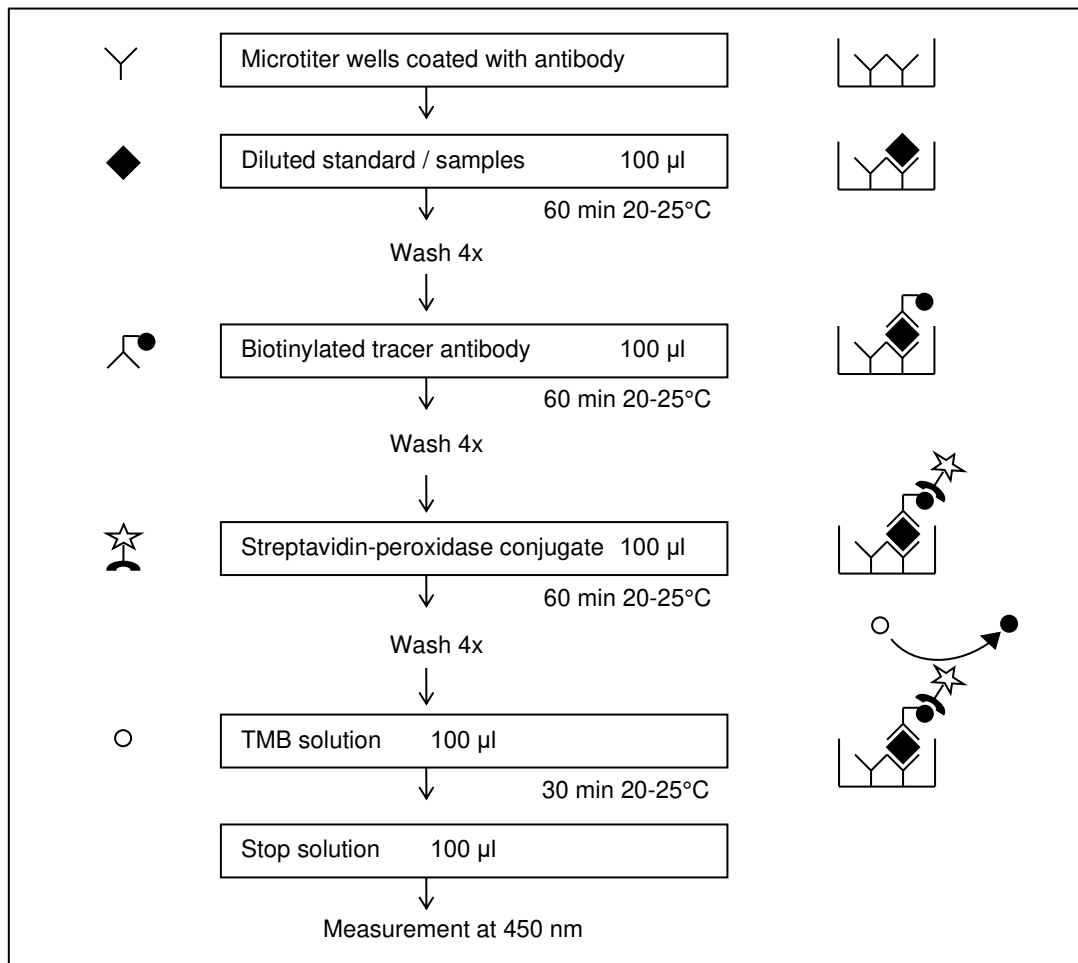 Microtiter wells coated with antibody
Diluted standard / samples 100 µl
60 min 20-25°C
Wash 4x
Biotinylated tracer antibody 100 µl
60 min 20-25°C
Wash 4x
Streptavidin-peroxidase conjugate 100 µl
60 min 20-25°C
Wash 4x
TMB solution 100 µl
30 min 20-25°C
Stop solution 100 µl
Measurement at 450 nm